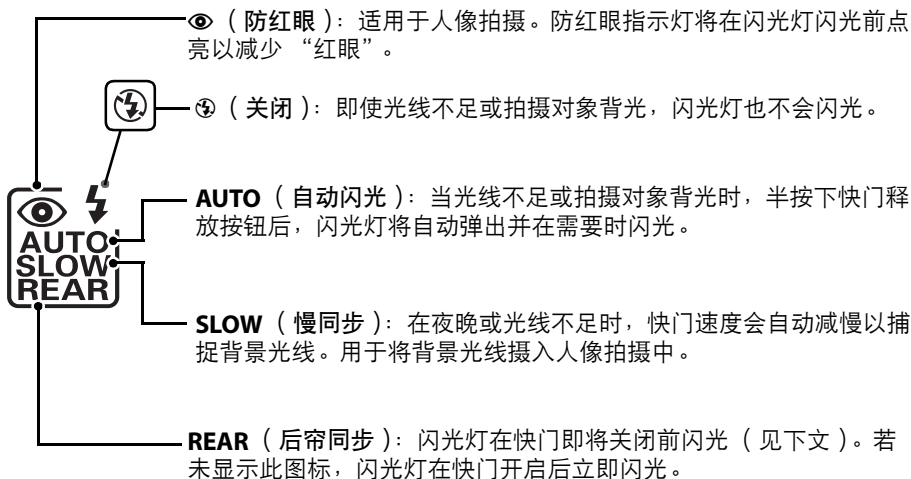 （防红眼）：适用于人像拍摄。防红眼指示灯将在闪光灯闪光前点
亮以减少 “红眼”。
（关闭）：即使光线不足或拍摄对象背光，闪光灯也不会闪光。
AUTO（自动闪光）：当光线不足或拍摄对象背光时，半按下快门释
放按钮后，闪光灯将自动弹出并在需要时闪光。
AUTO
SLOW
REAR
SLOW（慢同步）：在夜晚或光线不足时，快门速度会自动减慢以捕
捉背景光线。用于将背景光线摄入人像拍摄中。
REAR（后帘同步）：闪光灯在快门即将关闭前闪光（见下文）。若
未显示此图标，闪光灯在快门开启后立即闪光。